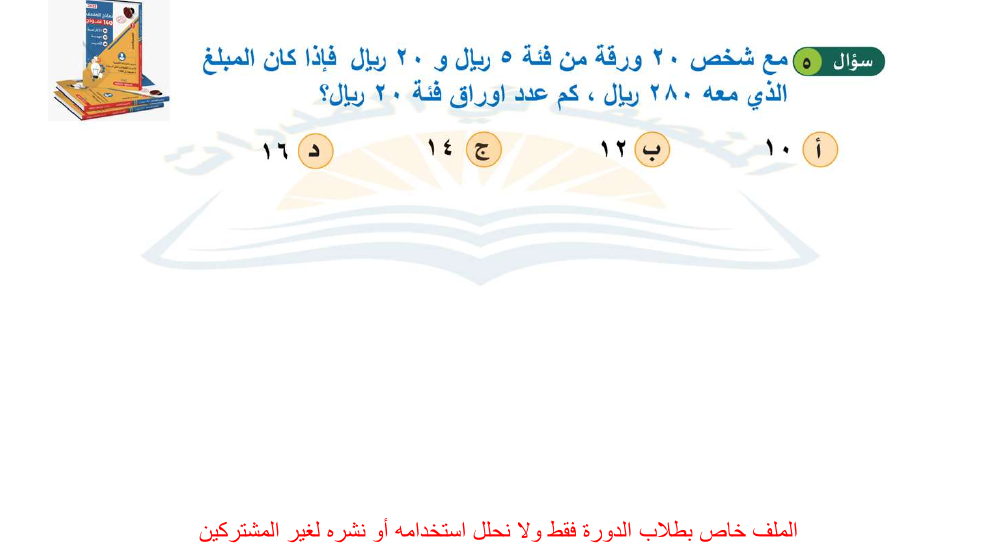 سؤال ٥ مع شخص ٢٠ ورقة من فئة ٥ ريال و ٢٠ ريال فإذا كان المبلغ
الذي معه ٢٨٠ ريال ، كم عدد اوراق فئة ٢٠ ريال؟
أ ١٠ ب ١٢ ج ١٤ د ١٦
الملف خاص بطلاب الدورة فقط ولا نحلل استخدامه أو نشره لغير المشتركين